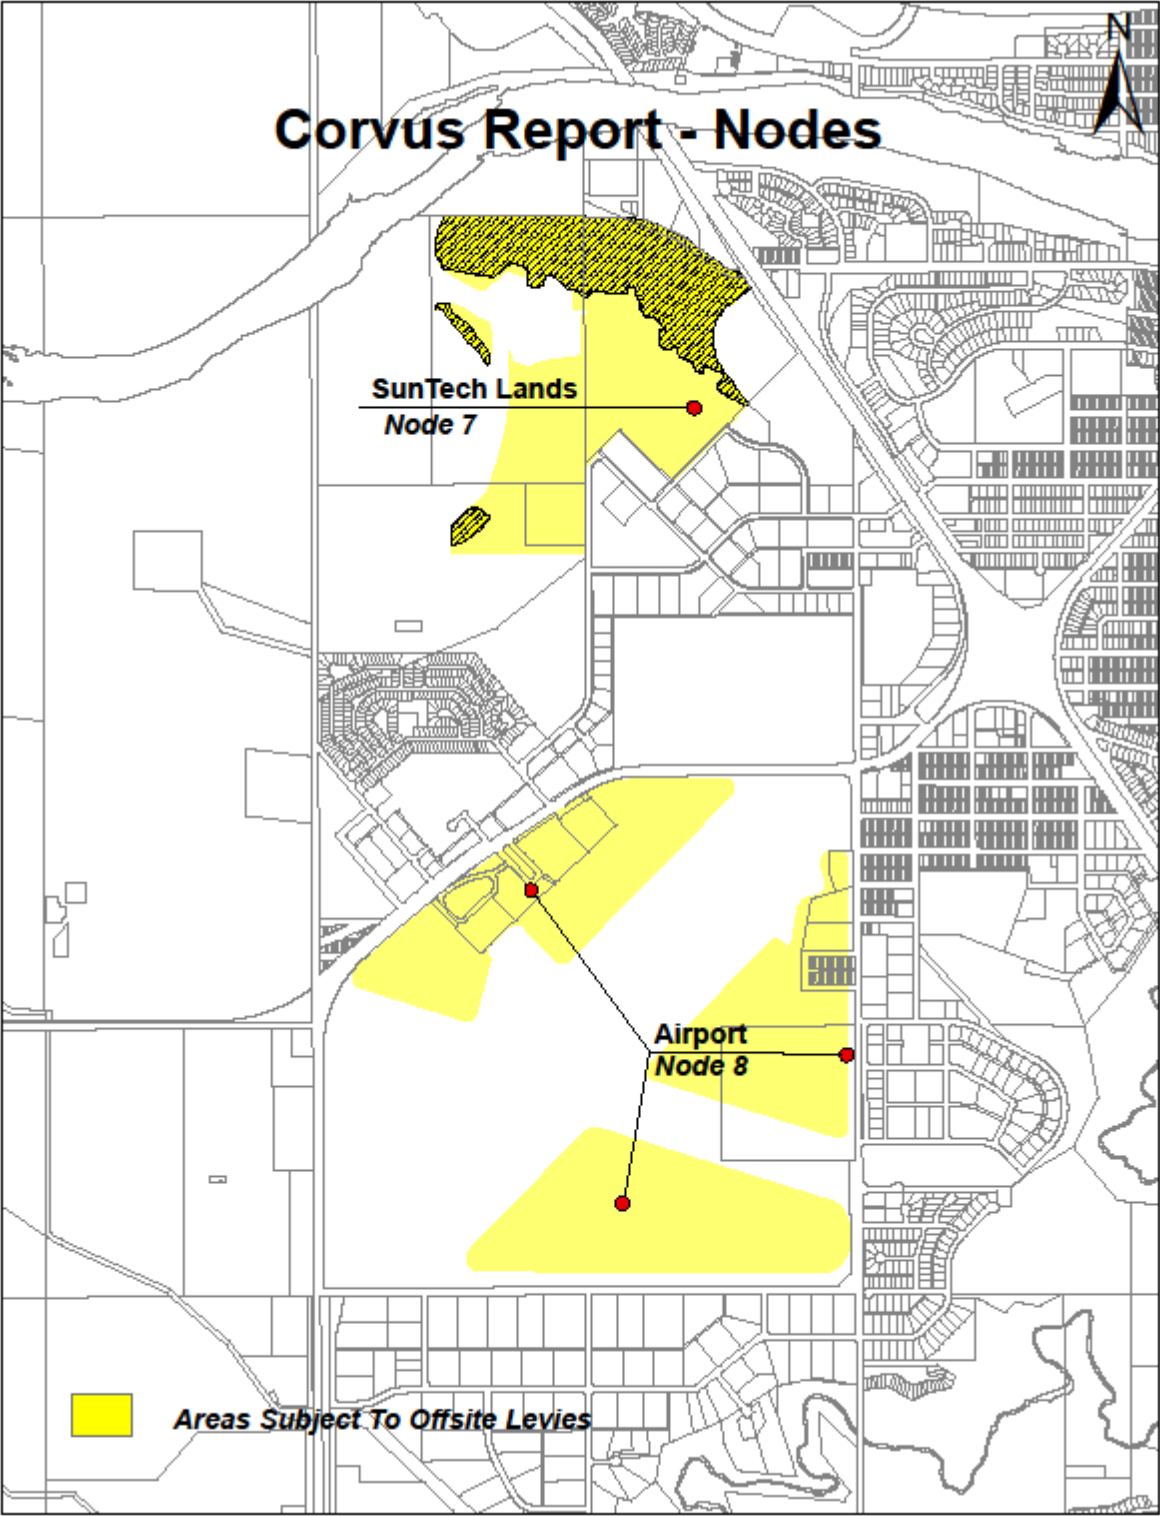 N
Corvus Report - Nodes
SunTech Lands
Node 7
Airport
Node 8
Areas Subject To Offsite Levies